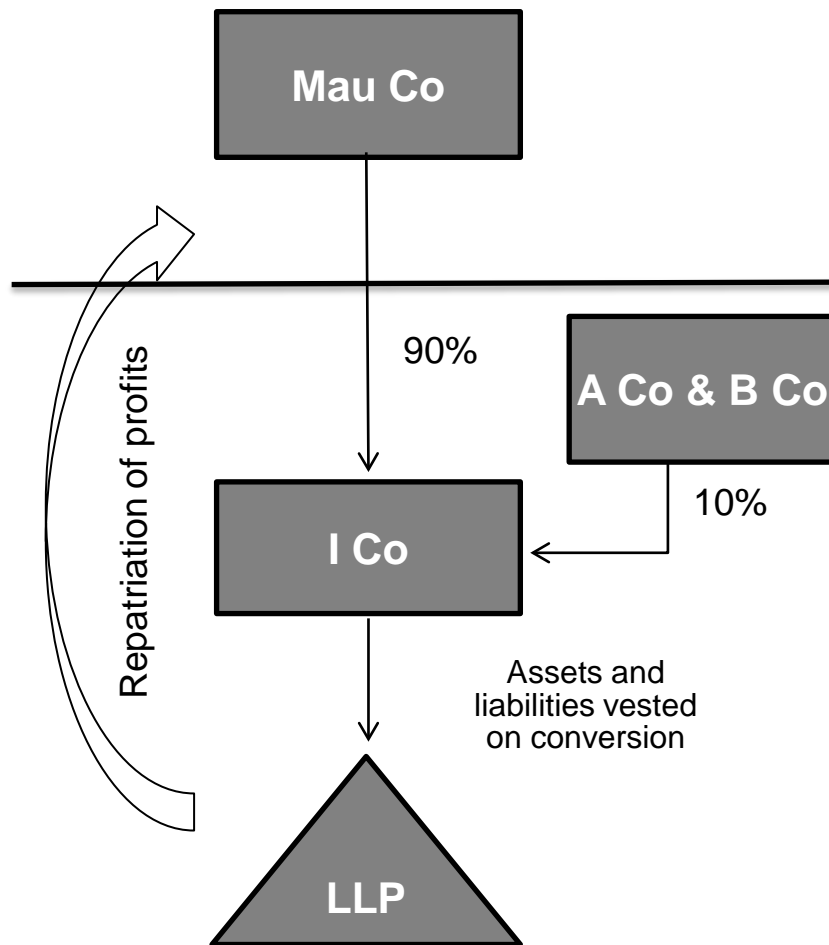 Mau Co
90%
A Co & B Co
Repatriation of profits
10%
I Co
Assets and
liabilities vested
on conversion
LLP